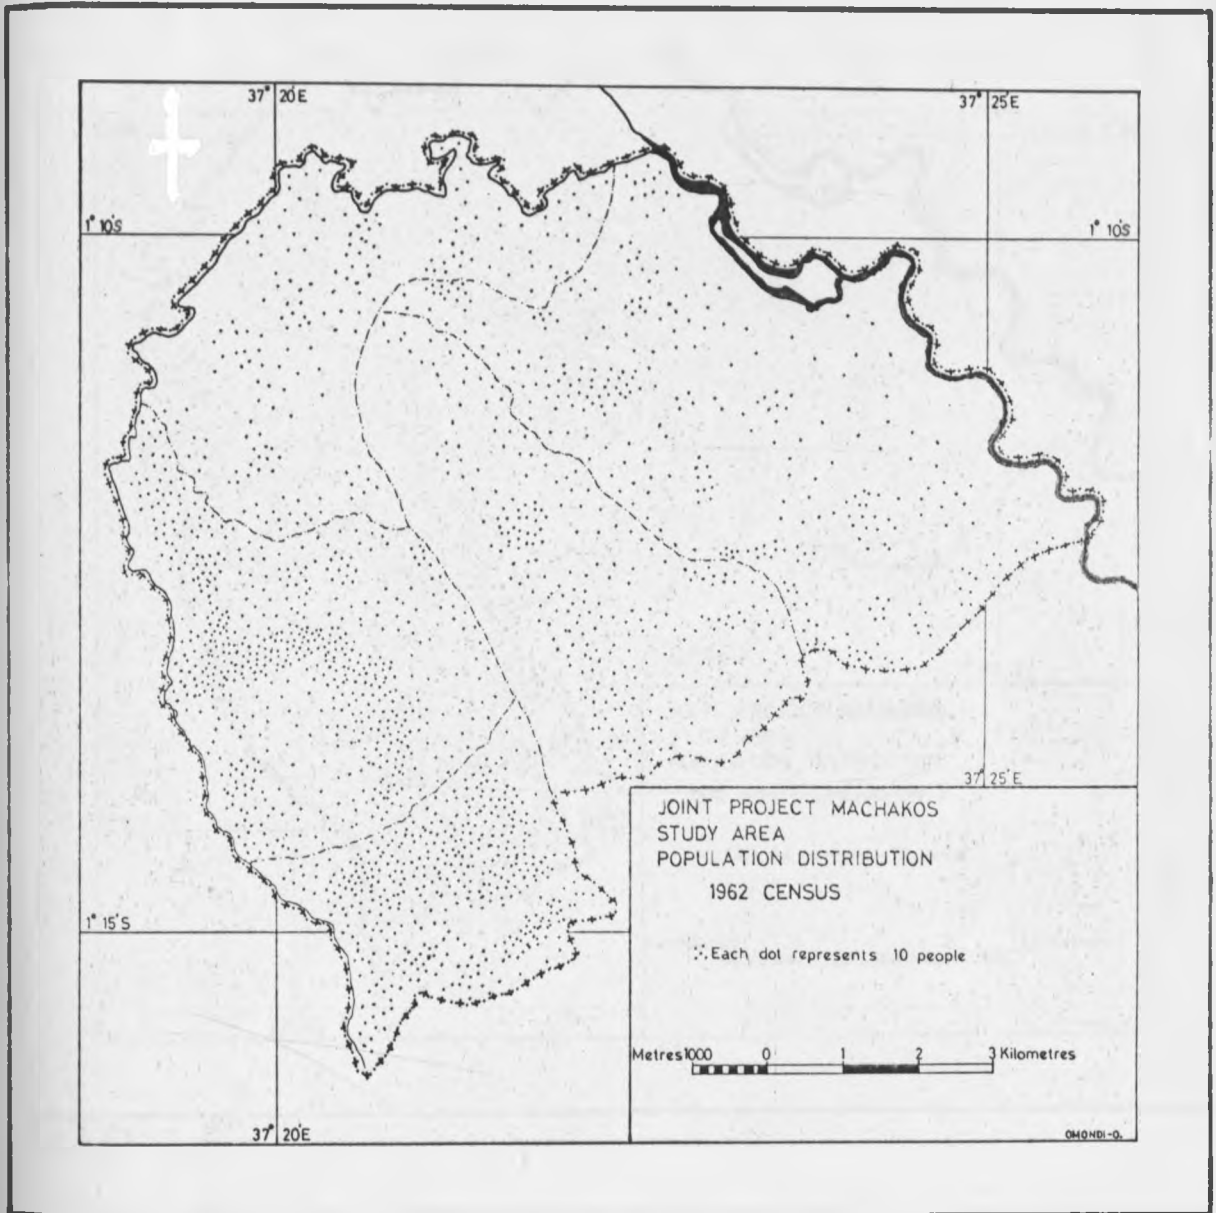 37° 20'E
37° 25'E
1° 10'S
1° 10'S
37° 25'E
JOINT PROJECT MACHAKOS
STUDY AREA
POPULATION DISTRIBUTION
1962 CENSUS
1° 15'S
Each dot represents 10 people
Metres 1000 0 1 2 3 Kilometres
37° 20'E
OMONDI-O.